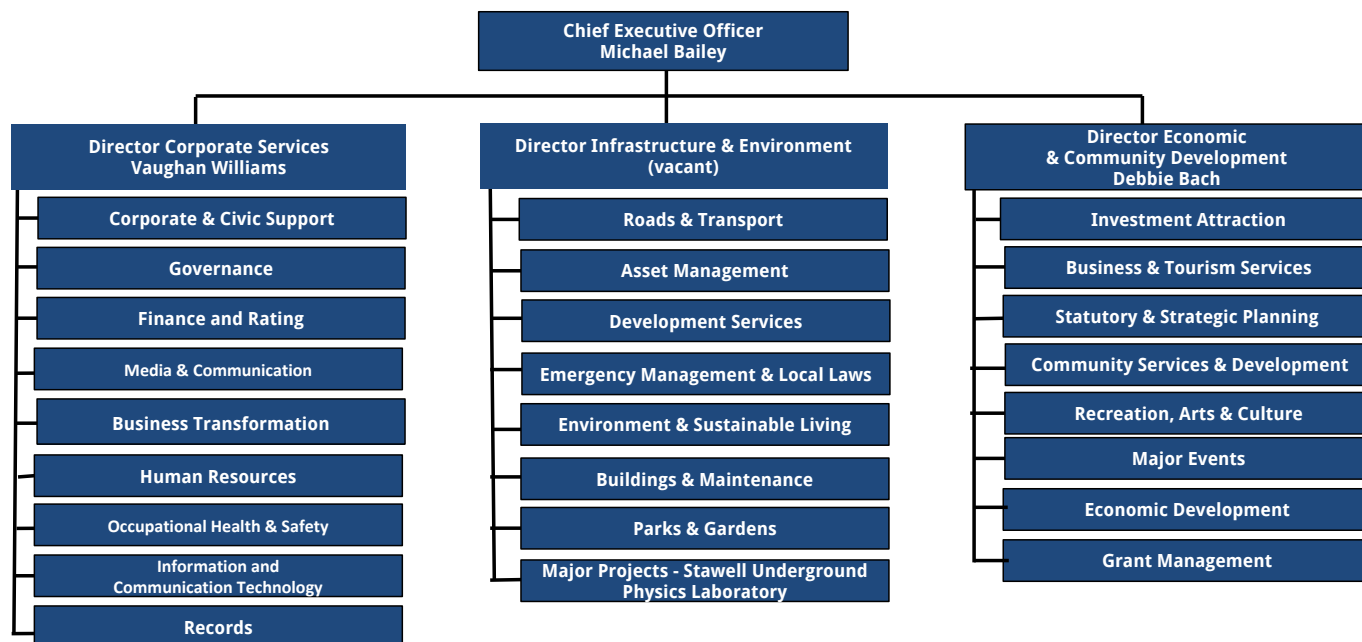 Chief Executive Officer
Michael Bailey
Director Corporate Services
Vaughan Williams
Corporate & Civic Support
Governance
Finance and Rating
Media & Communication
Business Transformation
Human Resources
Occupational Health & Safety
Information and
Communication Technology
Records
Director Infrastructure & Environment
(vacant)
Roads & Transport
Asset Management
Development Services
Emergency Management & Local Laws
Environment & Sustainable Living
Buildings & Maintenance
Parks & Gardens
Major Projects - Stawell Underground
Physics Laboratory
Director Economic
& Community Development
Debbie Bach
Investment Attraction
Business & Tourism Services
Statutory & Strategic Planning
Community Services & Development
Recreation, Arts & Culture
Major Events
Economic Development
Grant Management